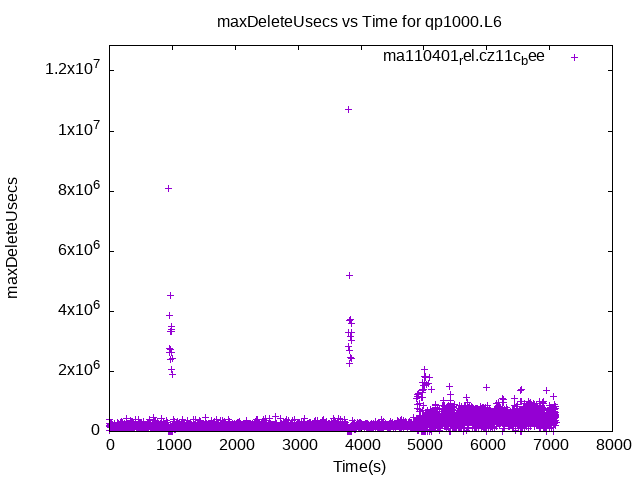 maxDeleteUsecs vs Time for qp1000.L6
ma110401_rel.cz11c_bee
maxDeleteUsecs
1.2x10^7
1x10^7
8x10^6
6x10^6
4x10^6
2x10^6
0
0 1000 2000 3000 4000 5000 6000 7000 8000
Time(s)